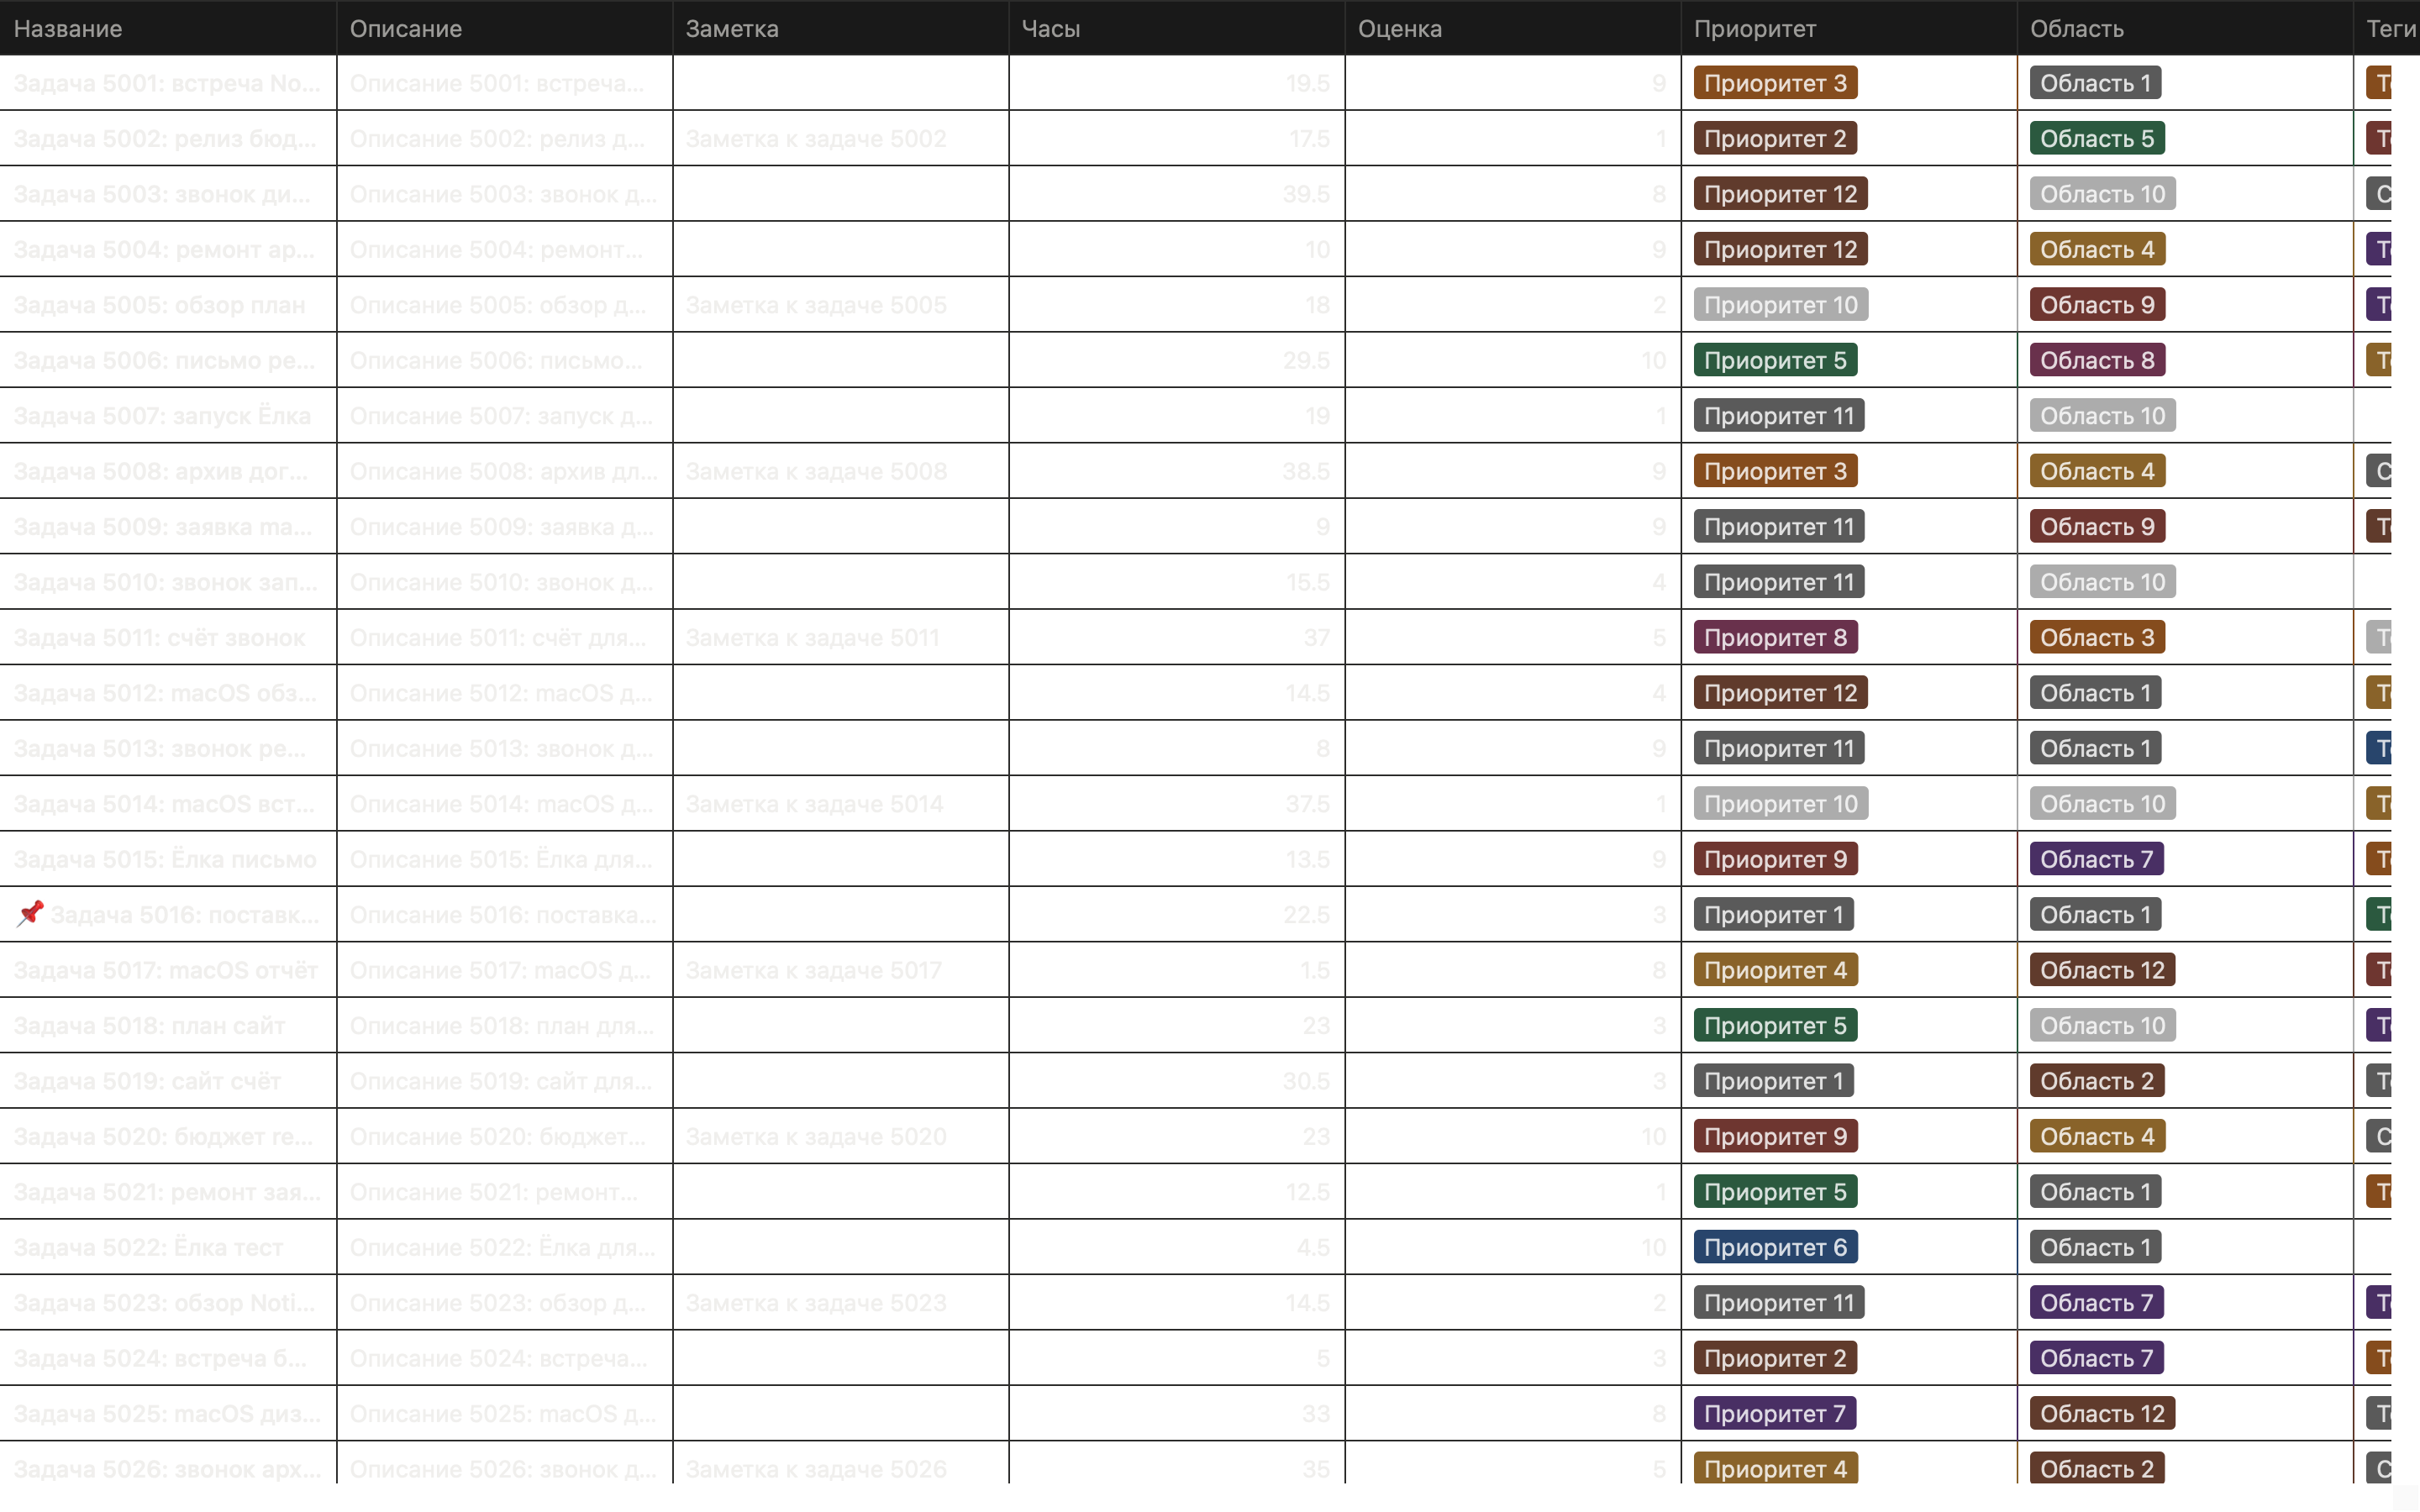 Название Описание Заметка Часы Оценка Приоритет Область Теги
Задача 5001: встреча No... Описание 5001: встреча... 19.5 9 Приоритет 3 Область 1
Задача 5002: релиз бюд... Описание 5002: релиз д... Заметка к задаче 5002 17.5 1 Приоритет 2 Область 5
Задача 5003: звонок ди... Описание 5003: звонок д... 39.5 8 Приоритет 12 Область 10
Задача 5004: ремонт ар... Описание 5004: ремонт... 10 9 Приоритет 12 Область 4
Задача 5005: обзор план Описание 5005: обзор д... Заметка к задаче 5005 18 2 Приоритет 10 Область 9
Задача 5006: письмо ре... Описание 5006: письмо... 29.5 10 Приоритет 5 Область 8
Задача 5007: запуск Ёлка Описание 5007: запуск д... 19 1 Приоритет 11 Область 10
Задача 5008: архив дог... Описание 5008: архив дл... Заметка к задаче 5008 38.5 9 Приоритет 3 Область 4
Задача 5009: заявка ma... Описание 5009: заявка д... 9 9 Приоритет 11 Область 9
Задача 5010: звонок зап... Описание 5010: звонок д... 15.5 4 Приоритет 11 Область 10
Задача 5011: счёт звонок Описание 5011: счёт для... Заметка к задаче 5011 37 5 Приоритет 8 Область 3
Задача 5012: macOS обз... Описание 5012: macOS д... 14.5 4 Приоритет 12 Область 1
Задача 5013: звонок ре... Описание 5013: звонок д... 8 9 Приоритет 11 Область 1
Задача 5014: macOS вст... Описание 5014: macOS д... Заметка к задаче 5014 37.5 1 Приоритет 10 Область 10
Задача 5015: Ёлка письмо Описание 5015: Ёлка для... 13.5 9 Приоритет 9 Область 7
📌 Задача 5016: поставк... Описание 5016: поставка... 22.5 3 Приоритет 1 Область 1
Задача 5017: macOS отчёт Описание 5017: macOS д... Заметка к задаче 5017 1.5 8 Приоритет 4 Область 12
Задача 5018: план сайт Описание 5018: план для... 23 3 Приоритет 5 Область 10
Задача 5019: сайт счёт Описание 5019: сайт для... 30.5 3 Приоритет 1 Область 2
Задача 5020: бюджет re... Описание 5020: бюджет... Заметка к задаче 5020 23 10 Приоритет 9 Область 4
Задача 5021: ремонт зая... Описание 5021: ремонт... 12.5 1 Приоритет 5 Область 1
Задача 5022: Ёлка тест Описание 5022: Ёлка для... 4.5 10 Приоритет 6 Область 1
Задача 5023: обзор Noti... Описание 5023: обзор д... Заметка к задаче 5023 14.5 2 Приоритет 11 Область 7
Задача 5024: встреча б... Описание 5024: встреча... 5 3 Приоритет 2 Область 7
Задача 5025: macOS диз... Описание 5025: macOS д... 33 8 Приоритет 7 Область 12
Задача 5026: звонок арх... Описание 5026: звонок д... Заметка к задаче 5026 35 5 Приоритет 4 Область 2